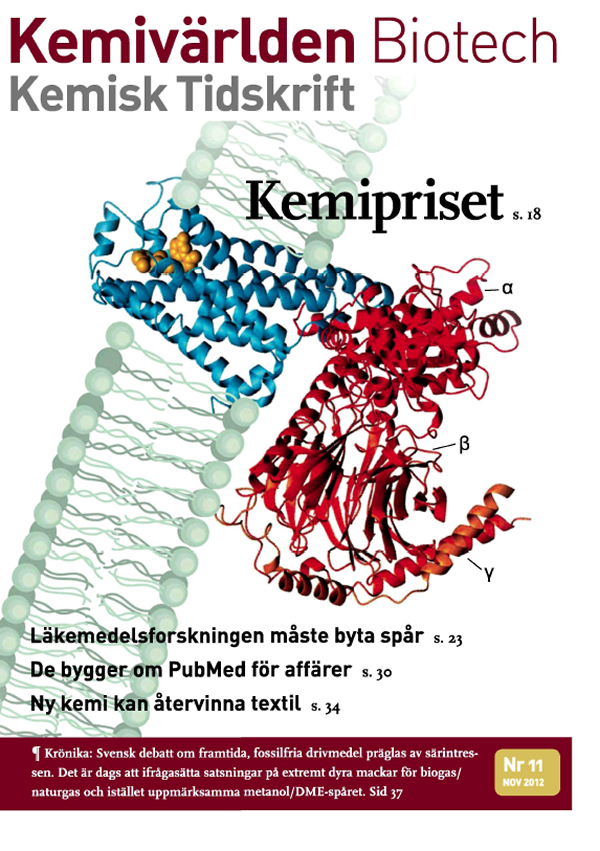 Kemivärlden Biotech
Kemisk Tidskrift
Kemipriset s. 18
α
β
γ
Läkemedelsforskningen måste byta spår s. 23
De bygger om PubMed för affärer s. 30
Ny kemi kan återvinna textil s. 34
¶ Krönika: Svensk debatt om framtida, fossilfria drivmedel präglas av särintres-
sen. Det är dags att ifrågasätta satsningar på extremt dyra mackar för biogas/
naturgas och istället uppmärksamma metanol/DME-spåret. Sid 37
Nr 11
NOV 2012